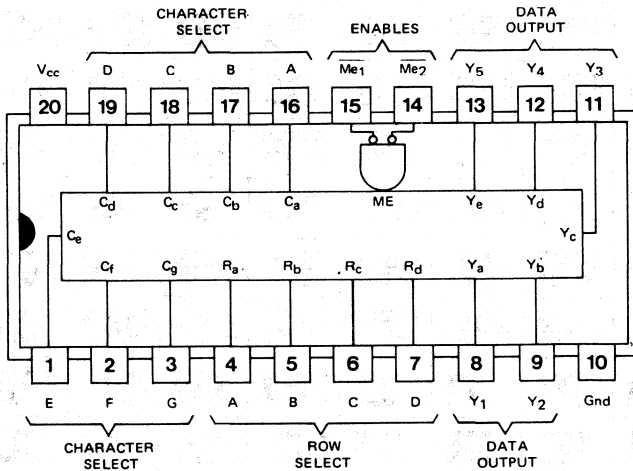 CHARACTER SELECT ENABLES DATA OUTPUT
Vcc D C B A Me1 Me2 Y5 Y4 Y3
20 19 18 17 16 15 14 13 12 11
Cd Cc Cb Ca ME Ye Yd
Ce Yc
Cf Cg Ra Rb Rc Rd Ya Yb
1 2 3 4 5 6 7 8 9 10
E F G A B C D Y1 Y2 Gnd
CHARACTER SELECT ROW SELECT DATA OUTPUT